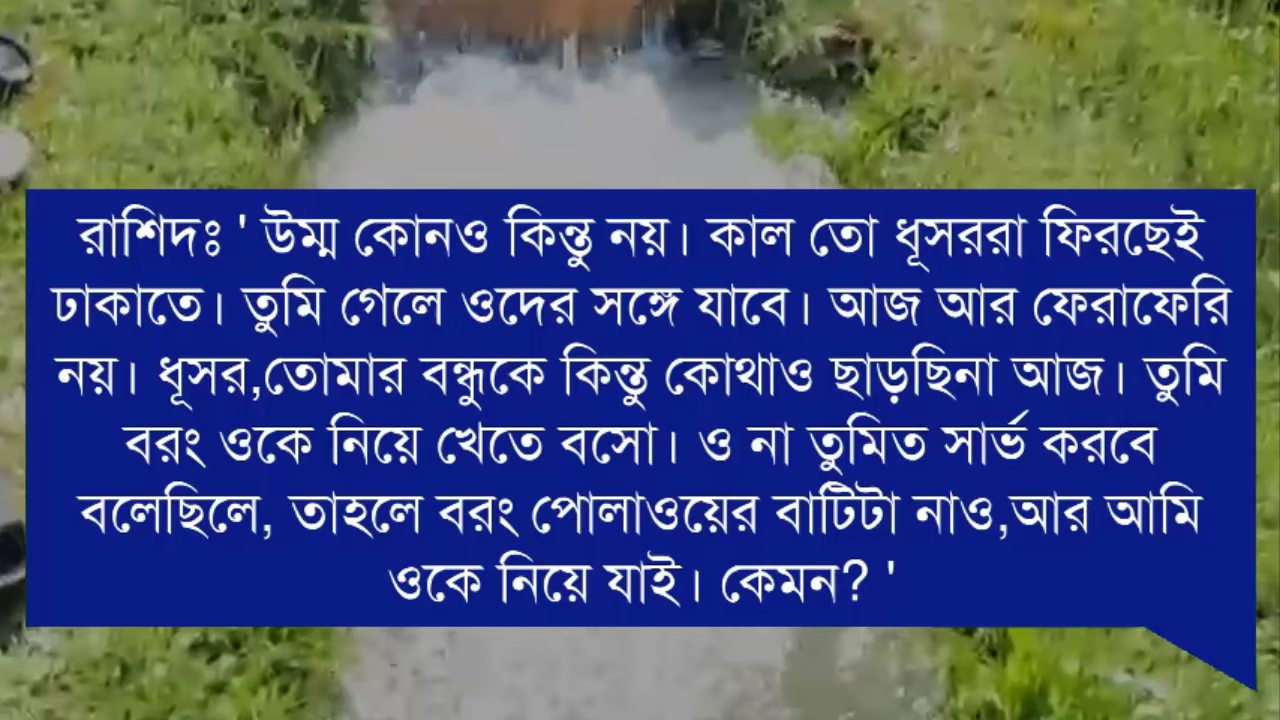 রাশিদঃ ' উম্ম কোনও কিন্তু নয়। কাল তো ধূসররা ফিরছেই
ঢাকাতে। তুমি গেলে ওদের সঙ্গে যাবে। আজ আর ফেরাফেরি
নয়। ধূসর,তোমার বন্ধুকে কিন্তু কোথাও ছাড়ছিনা আজ। তুমি
বরং ওকে নিয়ে খেতে বসো। ও না তুমিত সার্ভ করবে
বলেছিলে, তাহলে বরং পোলাওয়ের বাটিটা নাও,আর আমি
ওকে নিয়ে যাই। কেমন? '